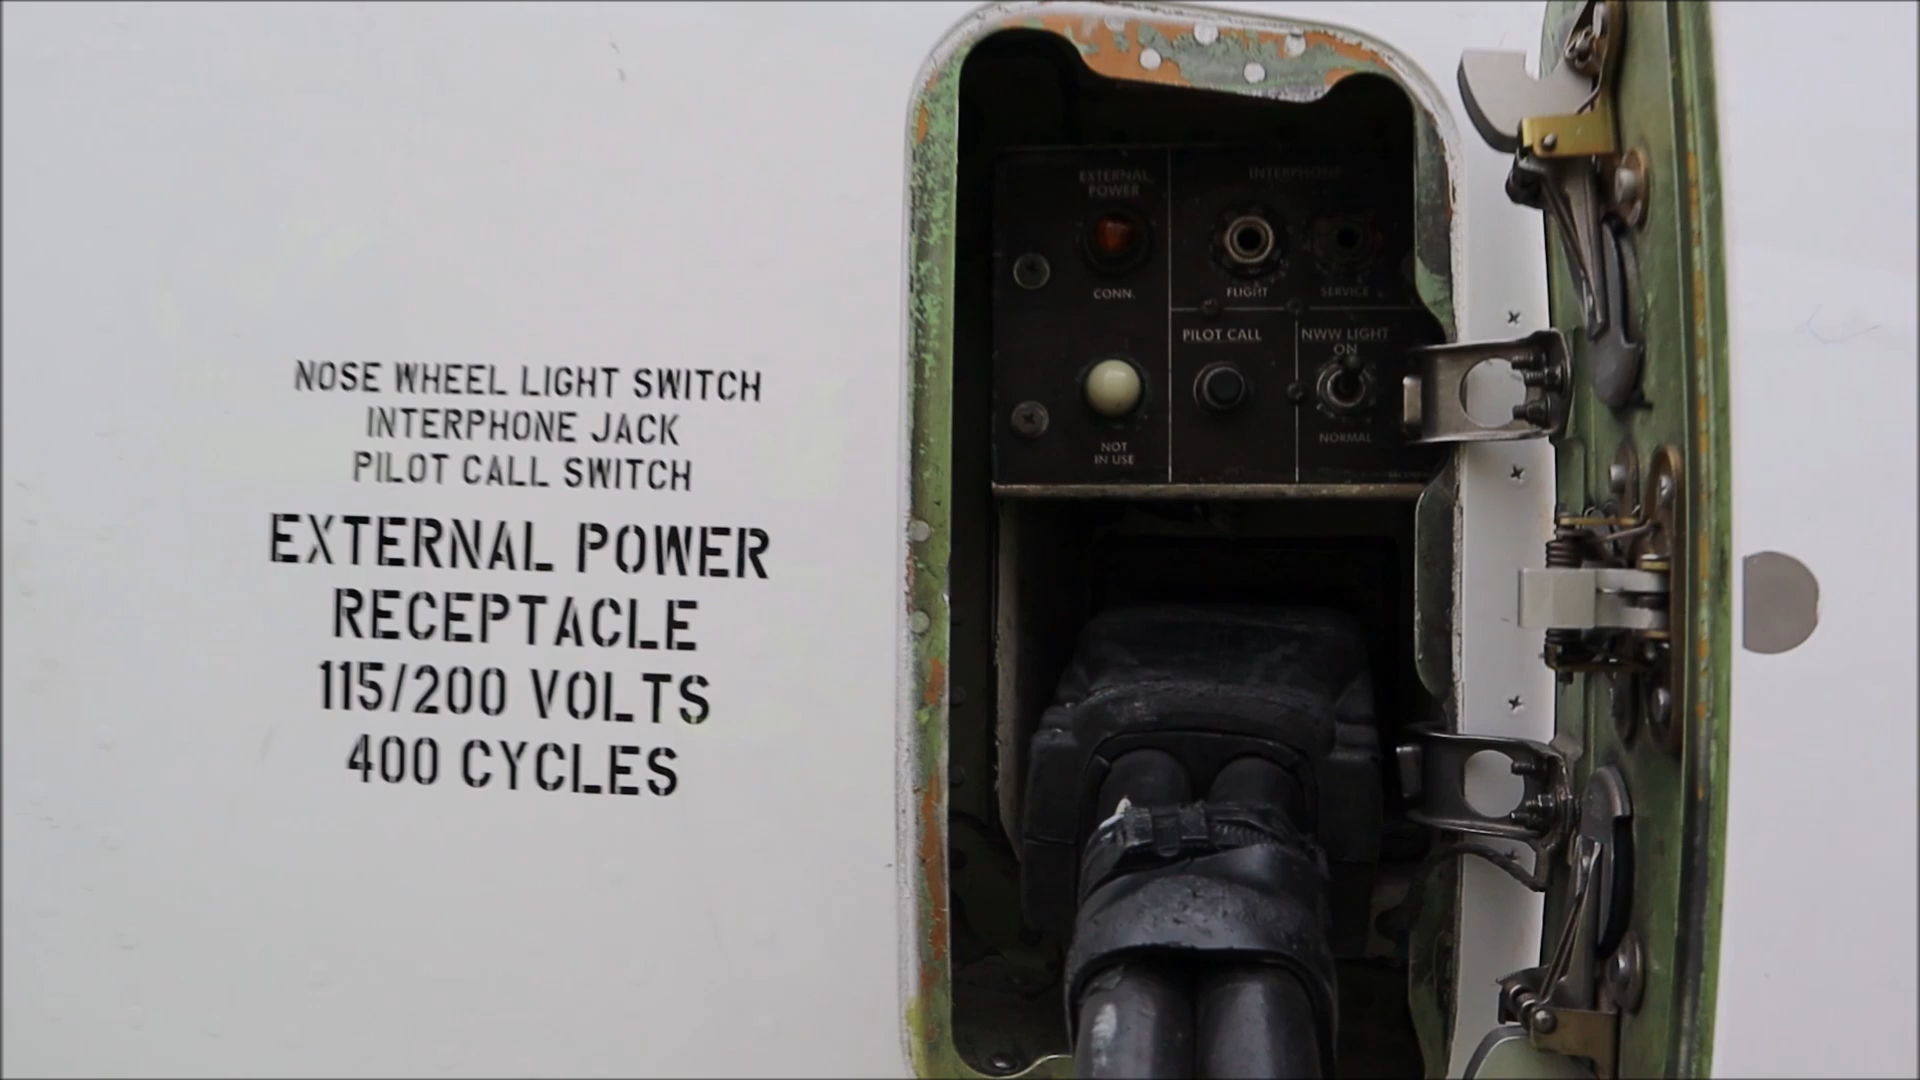 NOSE WHEEL LIGHT SWITCH
INTERPHONE JACK
PILOT CALL SWITCH
EXTERNAL POWER
RECEPTACLE
115/200 VOLTS
400 CYCLES
EXTERNAL
POWER
CONN.
NOT
IN USE
INTERPHONE
FLIGHT
SERVICE
PILOT CALL
NWW LIGHT
ON
NORMAL